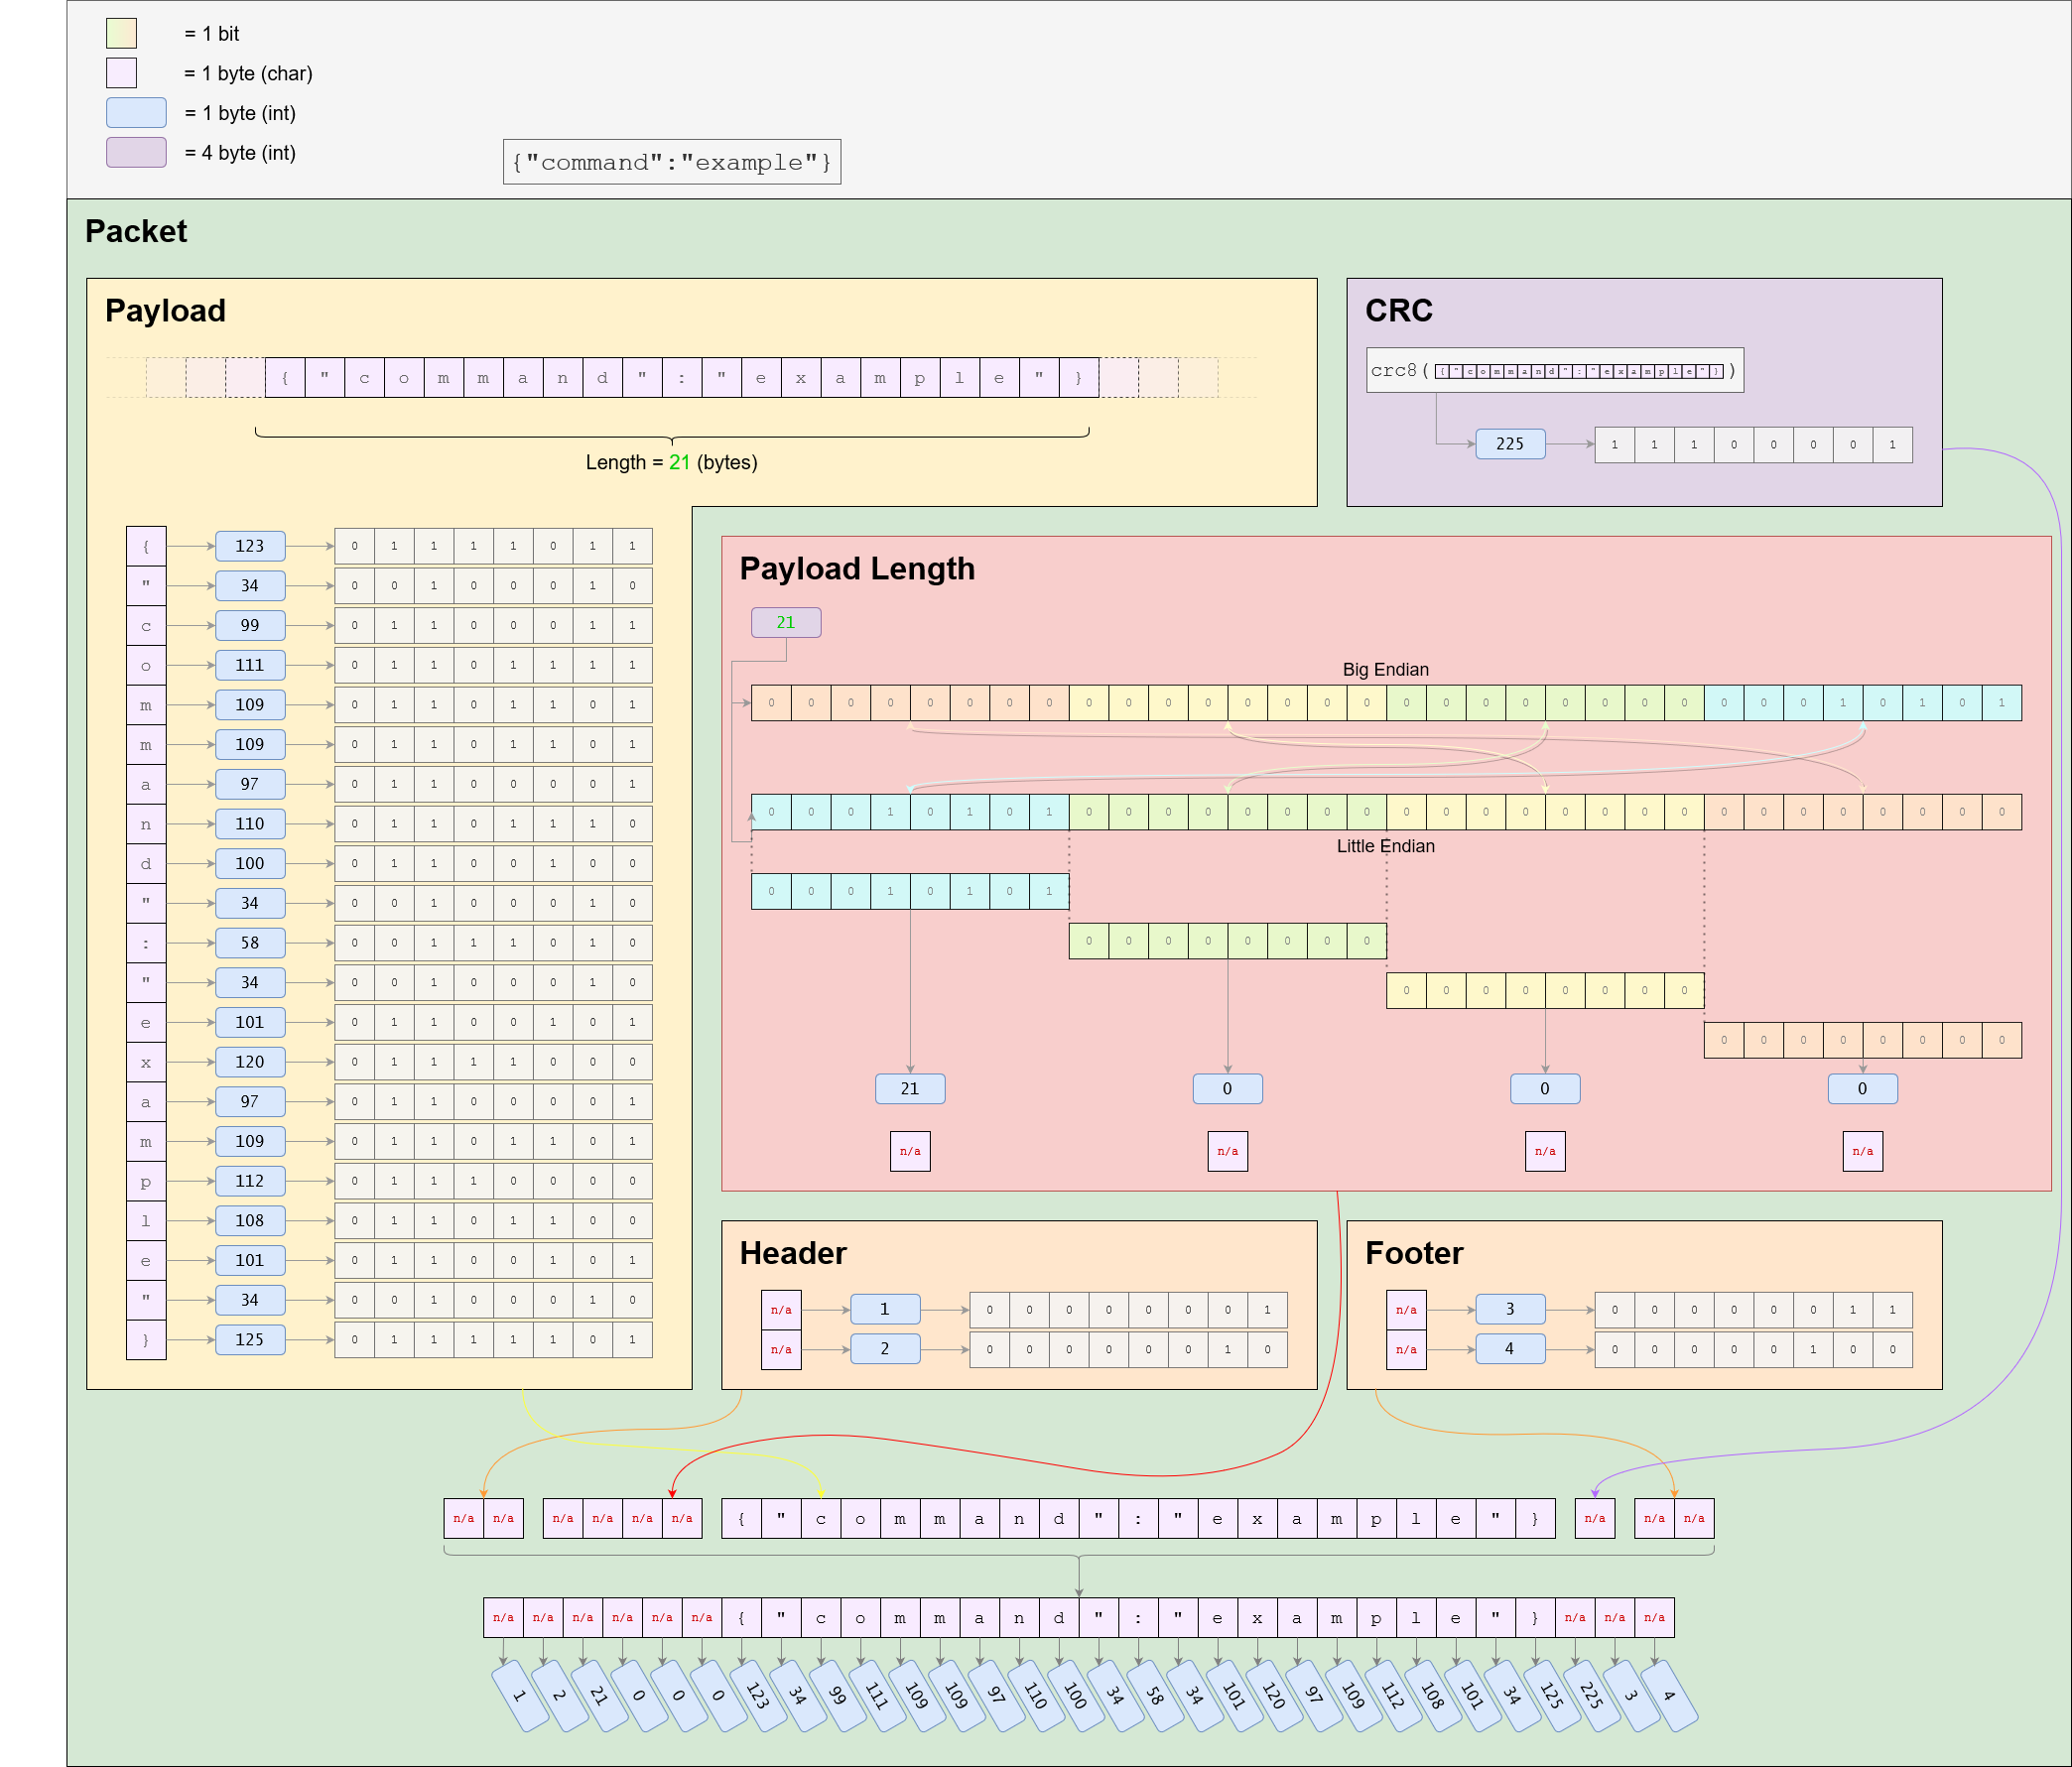 = 1 bit
= 1 byte (char)
= 1 byte (int)
= 4 byte (int)
{"command":"example"}
Packet
Payload
{ " c o m m a n d " : " e x a m p l e " }
Length = 21 (bytes)
{ 123 0 1 1 1 1 0 1 1
" 34 0 0 1 0 0 0 1 0
c 99 0 1 1 0 0 0 1 1
o 111 0 1 1 0 1 1 1 1
m 109 0 1 1 0 1 1 0 1
m 109 0 1 1 0 1 1 0 1
a 97 0 1 1 0 0 0 0 1
n 110 0 1 1 0 1 1 1 0
d 100 0 1 1 0 0 1 0 0
" 34 0 0 1 0 0 0 1 0
: 58 0 0 1 1 1 0 1 0
" 34 0 0 1 0 0 0 1 0
e 101 0 1 1 0 0 1 0 1
x 120 0 1 1 1 1 0 0 0
a 97 0 1 1 0 0 0 0 1
m 109 0 1 1 0 1 1 0 1
p 112 0 1 1 1 0 0 0 0
l 108 0 1 1 0 1 1 0 0
e 101 0 1 1 0 0 1 0 1
" 34 0 0 1 0 0 0 1 0
} 125 0 1 1 1 1 1 0 1
CRC
crc8( { " c o m m a n d " : " e x a m p l e " } )
225 1 1 1 0 0 0 0 1
Payload Length
21
Big Endian
0 0 0 0 0 0 0 0 0 0 0 0 0 0 0 0 0 0 0 0 0 0 0 0 0 0 0 1 0 1 0 1
0 0 0 1 0 1 0 1 0 0 0 0 0 0 0 0 0 0 0 0 0 0 0 0 0 0 0 0 0 0 0 0
Little Endian
0 0 0 1 0 1 0 1
0 0 0 0 0 0 0 0
0 0 0 0 0 0 0 0
0 0 0 0 0 0 0 0
21 0 0 0
n/a n/a n/a n/a
Header
n/a 1 0 0 0 0 0 0 0 1
n/a 2 0 0 0 0 0 0 1 0
Footer
n/a 3 0 0 0 0 0 0 1 1
n/a 4 0 0 0 0 0 1 0 0
n/a n/a n/a n/a n/a n/a { " c o m m a n d " : " e x a m p l e " } n/a n/a n/a
n/a n/a n/a n/a n/a n/a { " c o m m a n d " : " e x a m p l e " } n/a n/a n/a
1 2 21 0 0 0 123 34 99 111 109 109 97 110 100 34 58 34 101 120 97 109 112 108 101 34 125 225 3 4